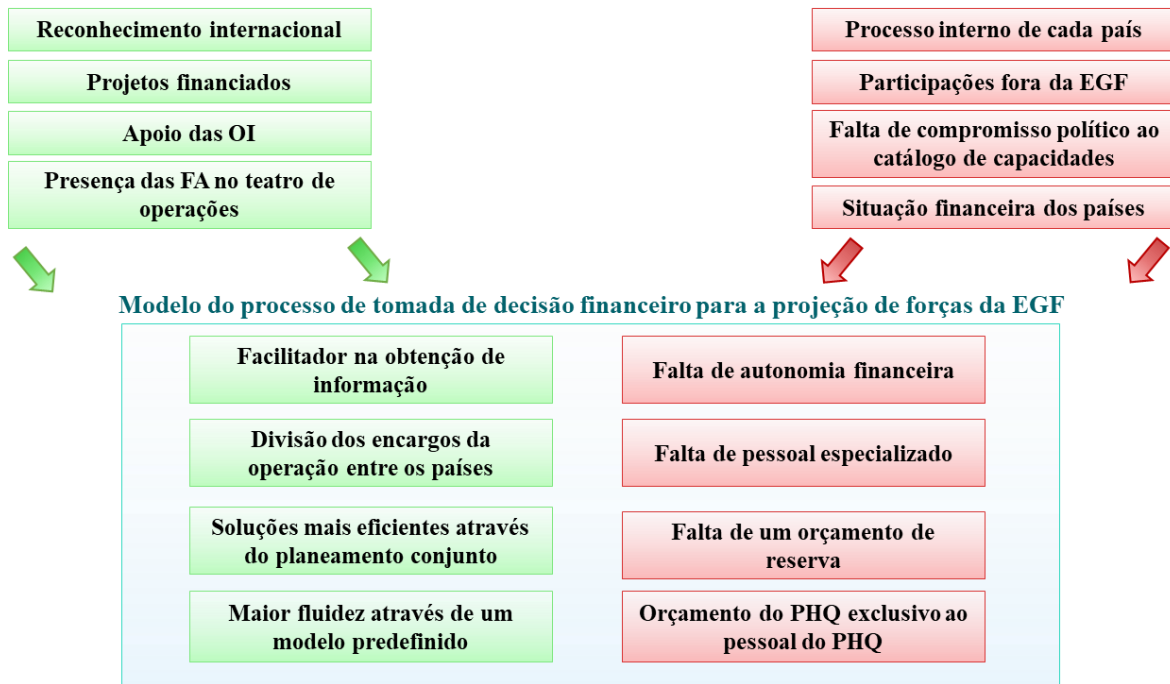 Reconhecimento internacional
Projetos financiados
Apoio das OI
Presença das FA no teatro de
operações
Processo interno de cada país
Participações fora da EGF
Falta de compromisso político ao
catálogo de capacidades
Situação financeira dos países
Modelo do processo de tomada de decisão financeiro para a projeção de forças da EGF
Facilitador na obtenção de
informação
Divisão dos encargos da
operação entre os países
Soluções mais eficientes através
do planeamento conjunto
Maior fluidez através de um
modelo predefinido
Falta de autonomia financeira
Falta de pessoal especializado
Falta de um orçamento de
reserva
Orçamento do PHQ exclusivo ao
pessoal do PHQ